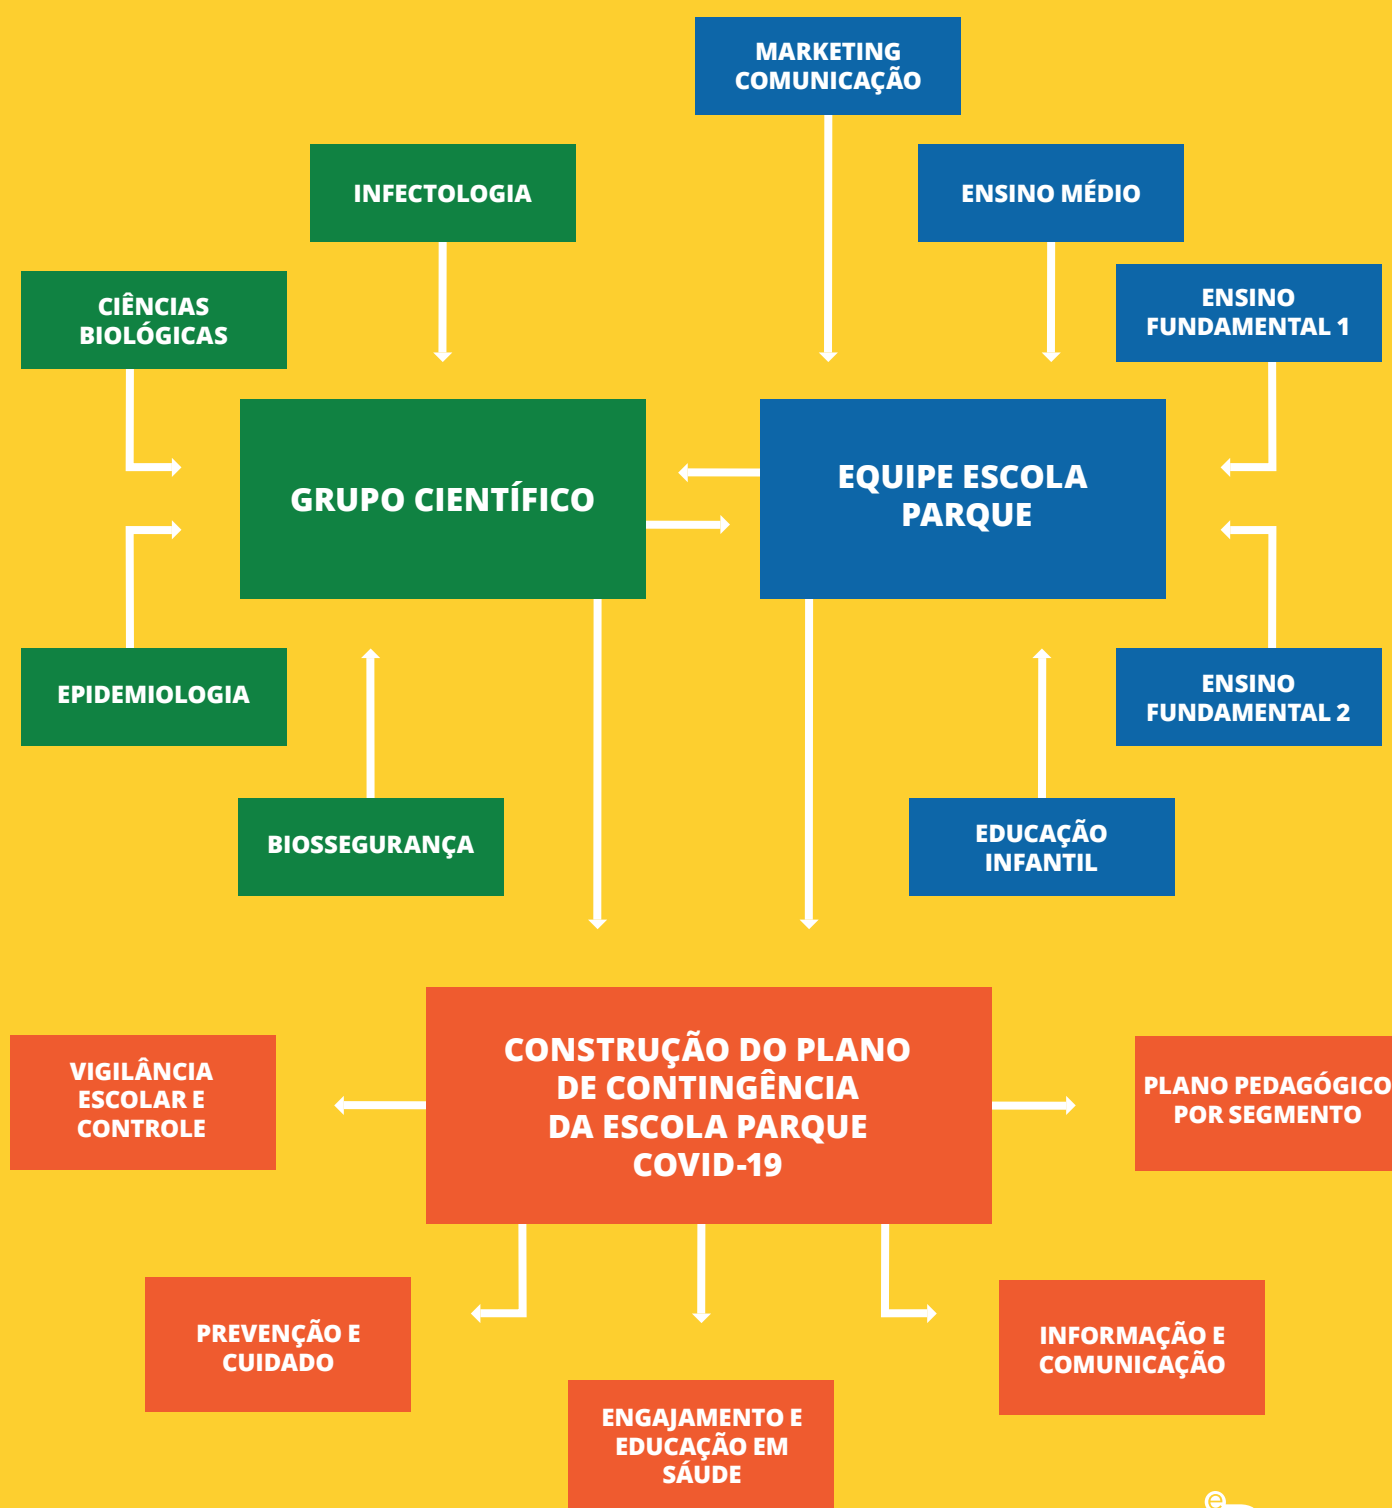 MARKETING
COMUNICAÇÃO
INFECTOLOGIA
ENSINO MÉDIO
CIÊNCIAS
BIOLÓGICAS
ENSINO
FUNDAMENTAL 1
GRUPO CIENTÍFICO
EQUIPE ESCOLA
PARQUE
EPIDEMIOLOGIA
ENSINO
FUNDAMENTAL 2
BIOSSEGURANÇA
EDUCAÇÃO
INFANTIL
CONSTRUÇÃO DO PLANO
DE CONTINGÊNCIA
DA ESCOLA PARQUE
COVID-19
VIGILÂNCIA
ESCOLAR E
CONTROLE
PLANO PEDAGÓGICO
POR SEGMENTO
PREVENÇÃO E
CUIDADO
INFORMAÇÃO E
COMUNICAÇÃO
ENGAJAMENTO E
EDUCAÇÃO EM
SÁUDE
e